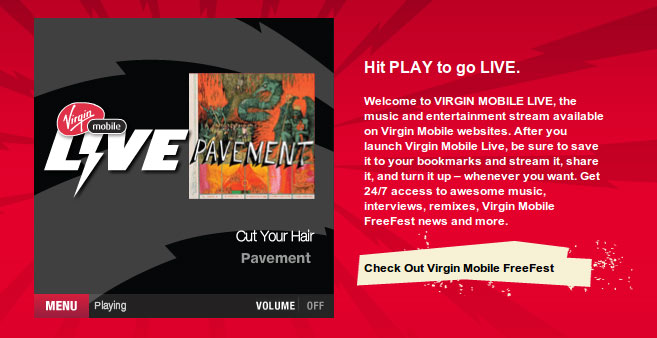 Virgin
mobile
LIVE
PAVEMENT
Cut Your Hair
Pavement
MENU
Playing
VOLUME
OFF
Hit PLAY to go LIVE.
Welcome to VIRGIN MOBILE LIVE, the
music and entertainment stream available
on Virgin Mobile websites. After you
launch Virgin Mobile Live, be sure to save
it to your bookmarks and stream it, share
it, and turn it up – whenever you want. Get
24/7 access to awesome music,
interviews, remixes, Virgin Mobile
FreeFest news and more.
Check Out Virgin Mobile FreeFest